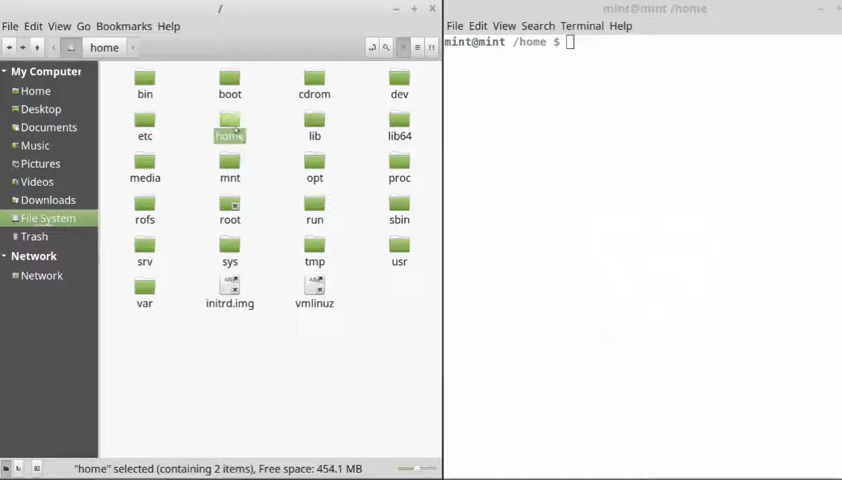 /
mint@mint /home
File Edit View Go Bookmarks Help
File Edit View Search Terminal Help
home
mint@mint /home $
My Computer
Home
Desktop
Documents
Music
Pictures
Videos
Downloads
File System
Trash
Network
Network
bin boot cdrom dev
etc home lib lib64
media mnt opt proc
rofs root run sbin
srv sys tmp usr
var initrd.img vmlinuz
"home" selected (containing 2 items), Free space: 454.1 MB